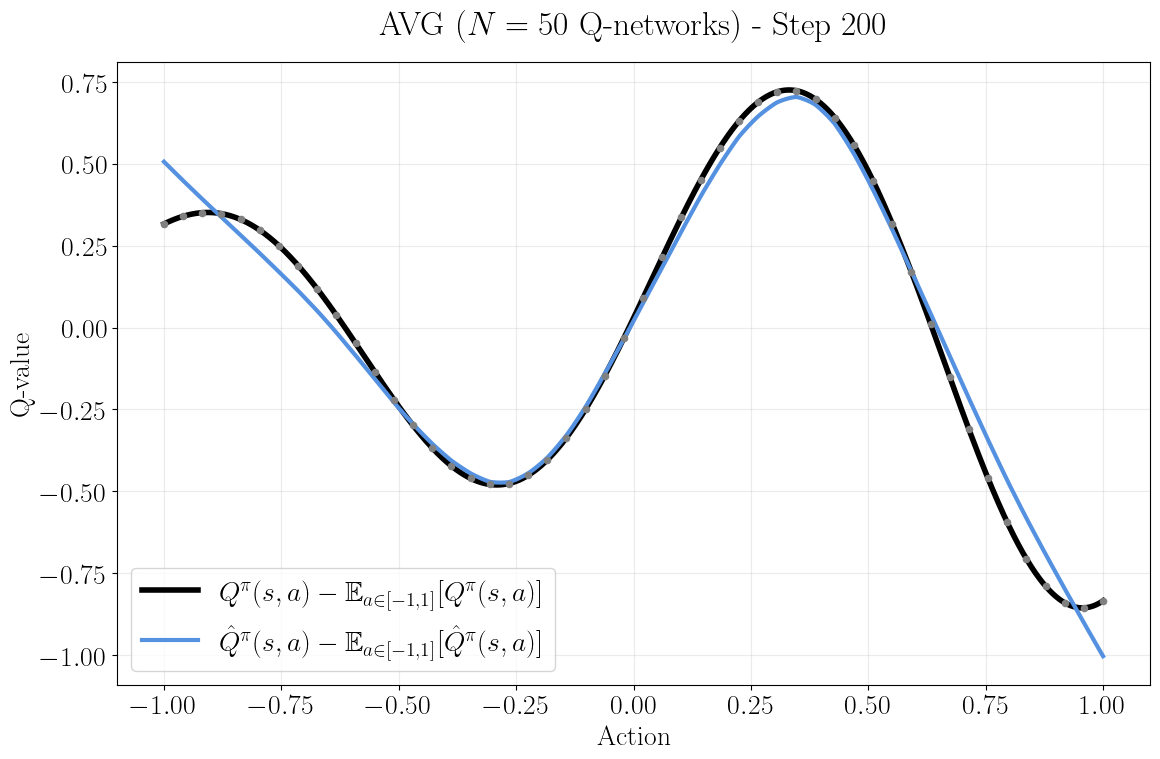 AVG (N = 50 Q-networks) - Step 200
0.75
0.50
0.25
0.00
−0.25
−0.50
−0.75
−1.00
Q-value
Q^π(s, a) − 𝔼_{a∈[−1,1]}[Q^π(s, a)]
Q̂^π(s, a) − 𝔼_{a∈[−1,1]}[Q̂^π(s, a)]
−1.00 −0.75 −0.50 −0.25 0.00 0.25 0.50 0.75 1.00
Action